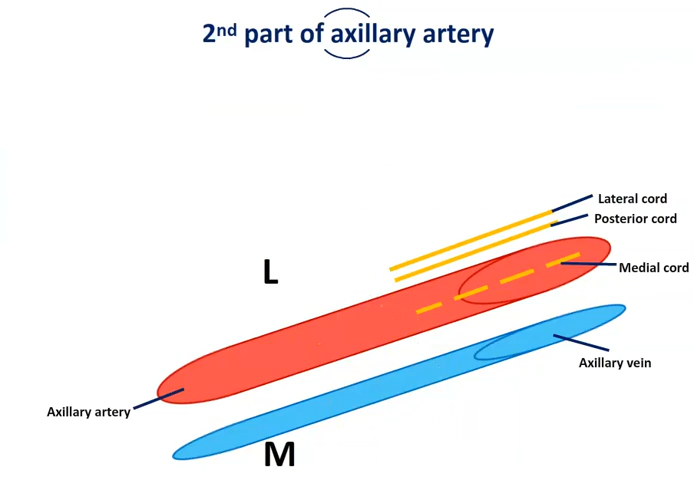 2nd part of axillary artery
Lateral cord
Posterior cord
L
Medial cord
Axillary vein
Axillary artery
M